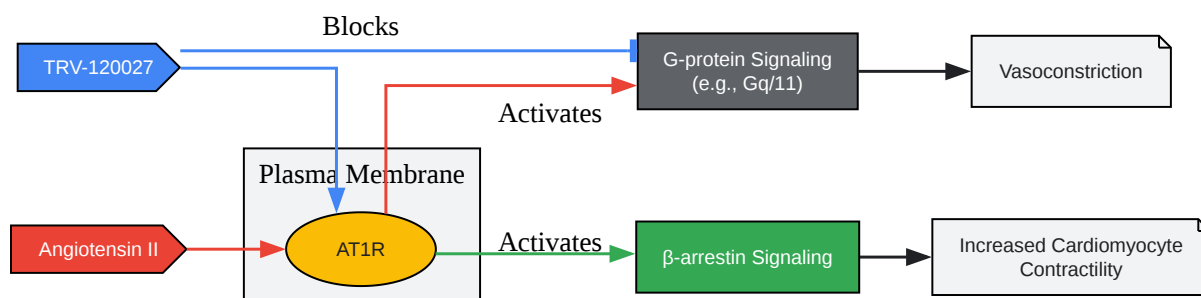 Blocks
TRV-120027
G-protein Signaling
(e.g., Gq/11)
Vasoconstriction
Activates
Plasma Membrane
Angiotensin II
AT1R
Activates
β-arrestin Signaling
Increased Cardiomyocyte
Contractility